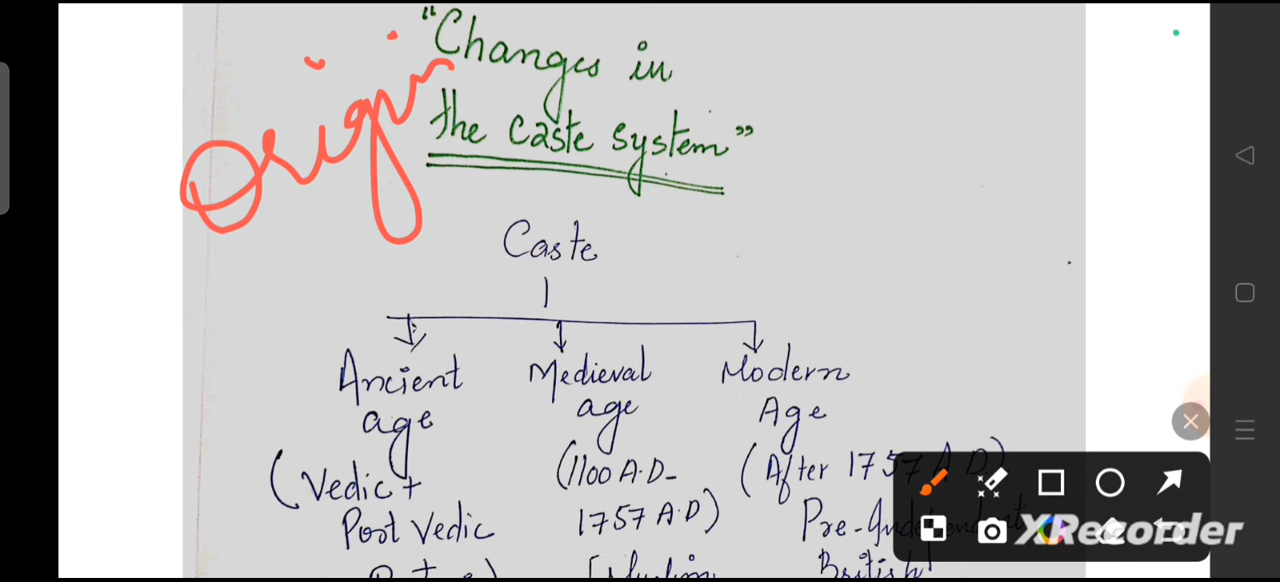 Origin
"Changes in
the caste system"
Caste
Ancient Medieval Modern
age age Age
(Vedic + (1100 A.D- (After 1757 A.D)
Post Vedic 1757 A.D) Pre-
British
XRecorder